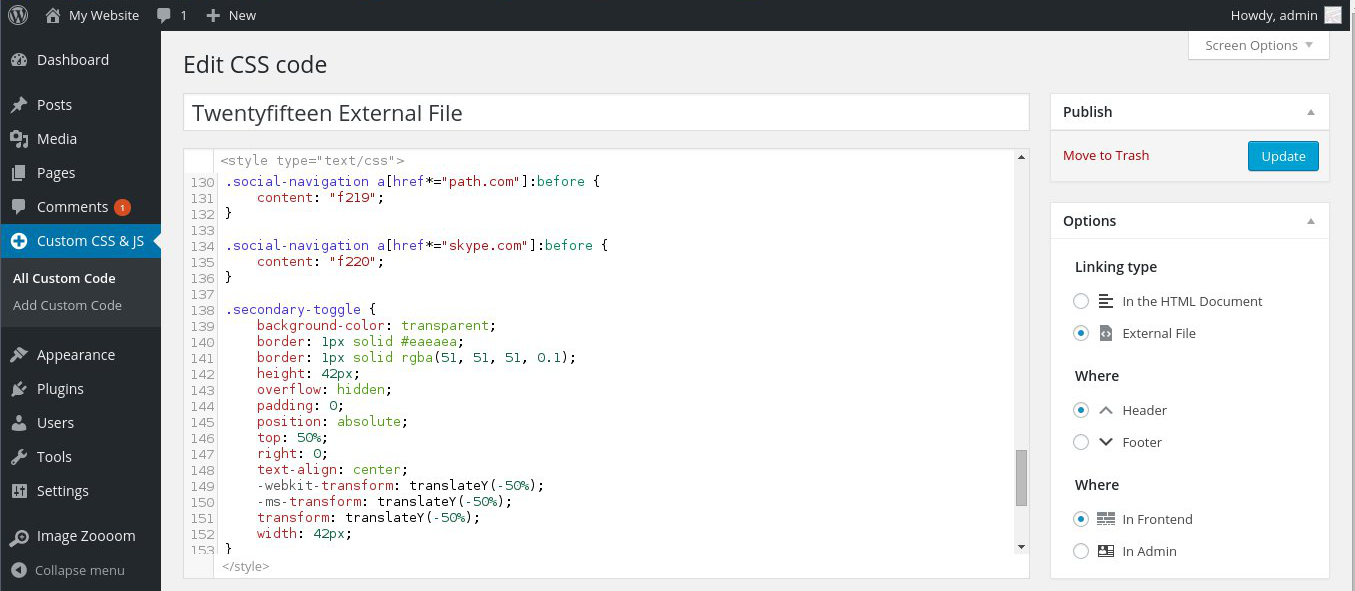 My Website 1 New Howdy, admin
Screen Options
Dashboard
Posts
Media
Pages
Comments 1
Custom CSS & JS
All Custom Code
Add Custom Code
Appearance
Plugins
Users
Tools
Settings
Image Zoooom
Collapse menu
Edit CSS code
Twentyfifteen External File
<style type="text/css">
130 .social-navigation a[href*="path.com"]:before {
131     content: "f219";
132 }
133
134 .social-navigation a[href*="skype.com"]:before {
135     content: "f220";
136 }
137
138 .secondary-toggle {
139     background-color: transparent;
140     border: 1px solid #eaeaea;
141     border: 1px solid rgba(51, 51, 51, 0.1);
142     height: 42px;
143     overflow: hidden;
144     padding: 0;
145     position: absolute;
146     top: 50%;
147     right: 0;
148     text-align: center;
149     -webkit-transform: translateY(-50%);
150     -ms-transform: translateY(-50%);
151     transform: translateY(-50%);
152     width: 42px;
153 }
</style>
Publish
Move to Trash Update
Options
Linking type
In the HTML Document
External File
Where
Header
Footer
Where
In Frontend
In Admin